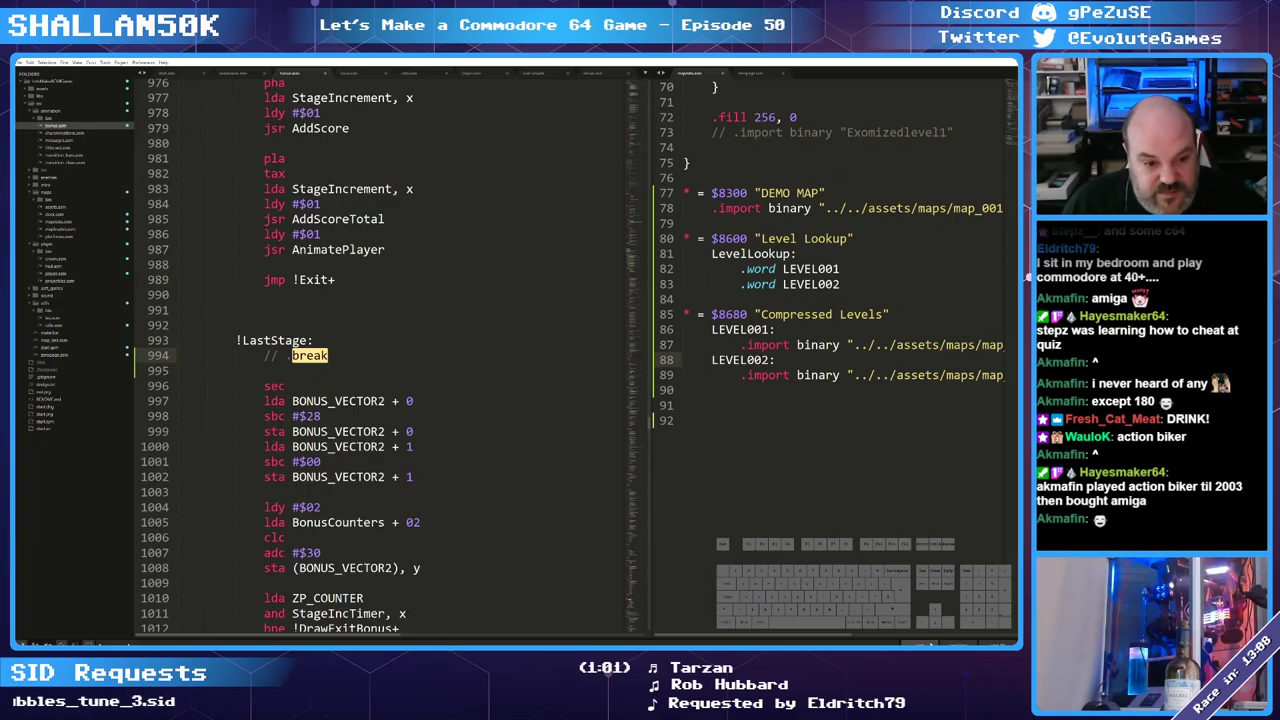 SHALLAN50K
Let's Make a Commodore 64 Game - Episode 50
Discord gPeZuSE
Twitter @EvoluteGames
FOLDERS
976 pha
977 lda StageIncrement, x
978 ldy #$01
979 jsr AddScore
980
981 pla
982 tax
983 lda StageIncrement, x
984 ldy #$01
985 jsr AddScoreTotal
986 ldy #$01
987 jsr AnimatePlayer
988
989 jmp !Exit+
990
991
992
993 !LastStage:
994 // .break
995
996 sec
997 lda BONUS_VECTOR2 + 0
998 sbc #$28
999 sta BONUS_VECTOR2 + 0
1000 lda BONUS_VECTOR2 + 1
1001 sbc #$00
1002 sta BONUS_VECTOR2 + 1
1003
1004 ldy #$02
1005 lda BonusCounters + 02
1006 clc
1007 adc #$30
1008 sta (BONUS_VECTOR2), y
1009
1010 lda ZP_COUNTER
1011 and StageIncTimer, x
1012 bne !DrawExitBonus+
70 }
71
72 .fill 256, 0
73 // .import binary "Exomizedlevel1"
74
75 }
76
77 * = $8300 "DEMO MAP"
78 .import binary "../../assets/maps/map_001
79
80 * = $8600 "Level Lookup"
81 LevelLookup:
82 .word LEVEL001
83 .word LEVEL002
84
85 * = $8680 "Compressed Levels"
86 LEVEL001:
87 .import binary "../../assets/maps/map_
88 LEVEL002:
89 .import binary "../../assets/maps/map_
90
91
92
Stepz__: and some c64
Eldritch79:
I sit in my bedroom and play
commodore at 40+....
Akmafin: amiga
Hayesmaker64:
stepz was learning how to cheat at
quiz
Akmafin: ^
Akmafin: i never heard of any
Akmafin: except 180
Fresh_Cat_Meat: DRINK!
WauloK: action biker
Akmafin: ^
Hayesmaker64:
akmafin played action biker til 2003
then bought amiga
Akmafin:
SID Requests
bbles_tune_3.sid
(1:01) Tarzan
Rob Hubbard
Requested by Eldritch79
Race in: 13:08